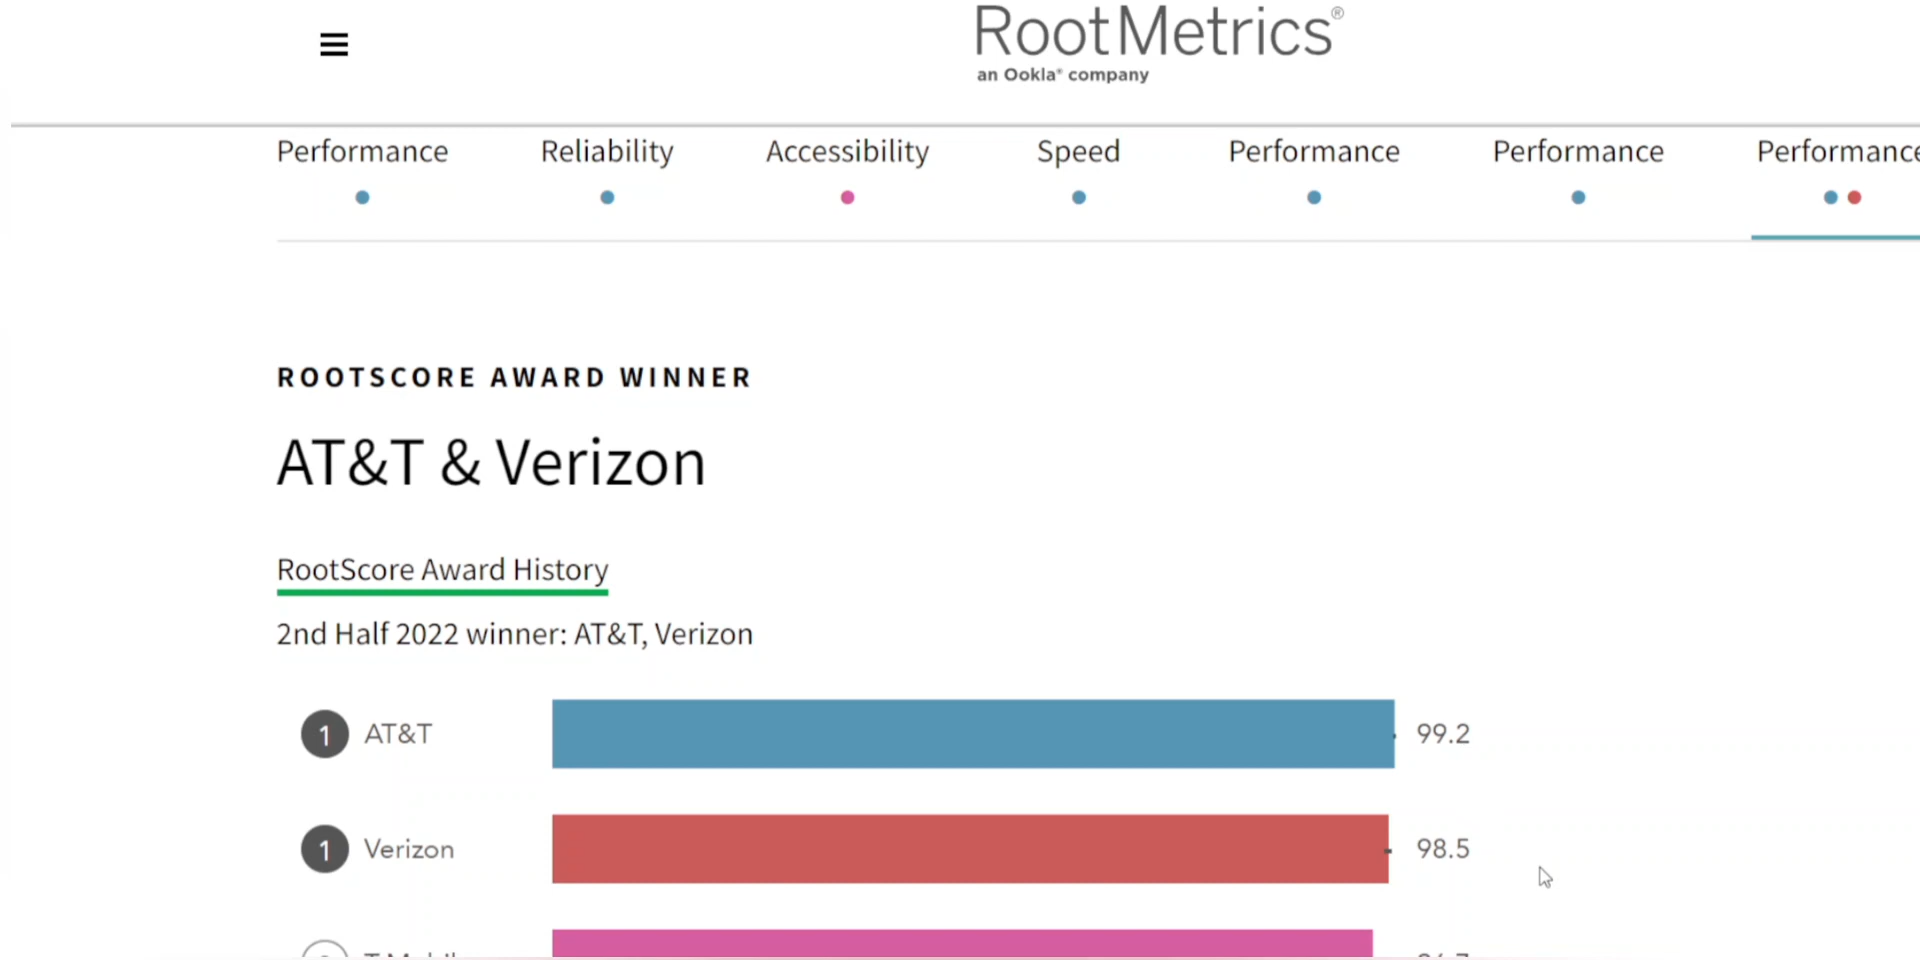 RootMetrics®
an Ookla® company
Performance Reliability Accessibility Speed Performance Performance Performance
ROOTSCORE AWARD WINNER
AT&T & Verizon
RootScore Award History
2nd Half 2022 winner: AT&T, Verizon
1 AT&T 99.2
1 Verizon 98.5